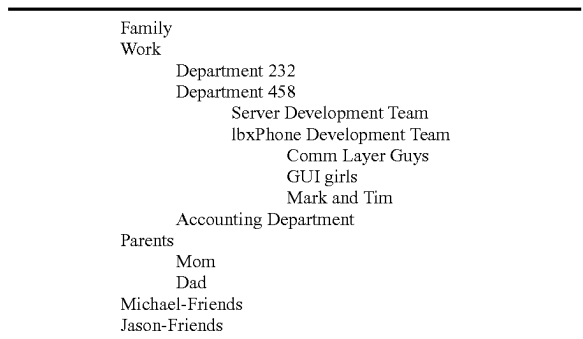 Family
Work
Department 232
Department 458
Server Development Team
lbxPhone Development Team
Comm Layer Guys
GUI girls
Mark and Tim
Accounting Department
Parents
Mom
Dad
Michael-Friends
Jason-Friends